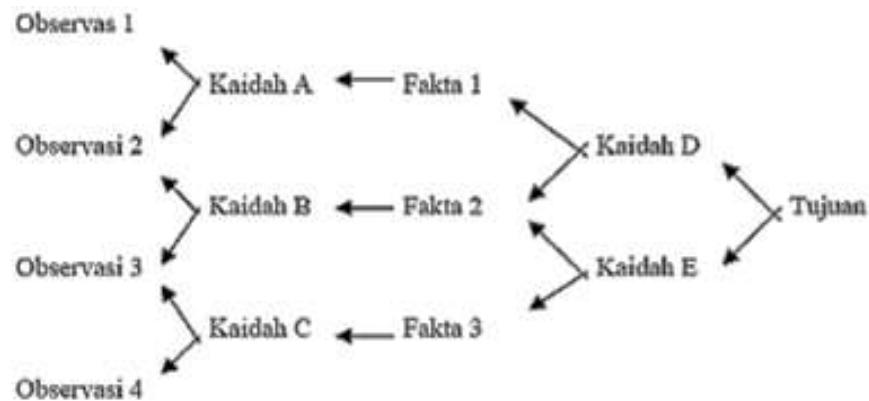 Observas 1
Kaidah A
Fakta 1
Observasi 2
Kaidah D
Kaidah B
Fakta 2
Tujuan
Observasi 3
Kaidah E
Kaidah C
Fakta 3
Observasi 4